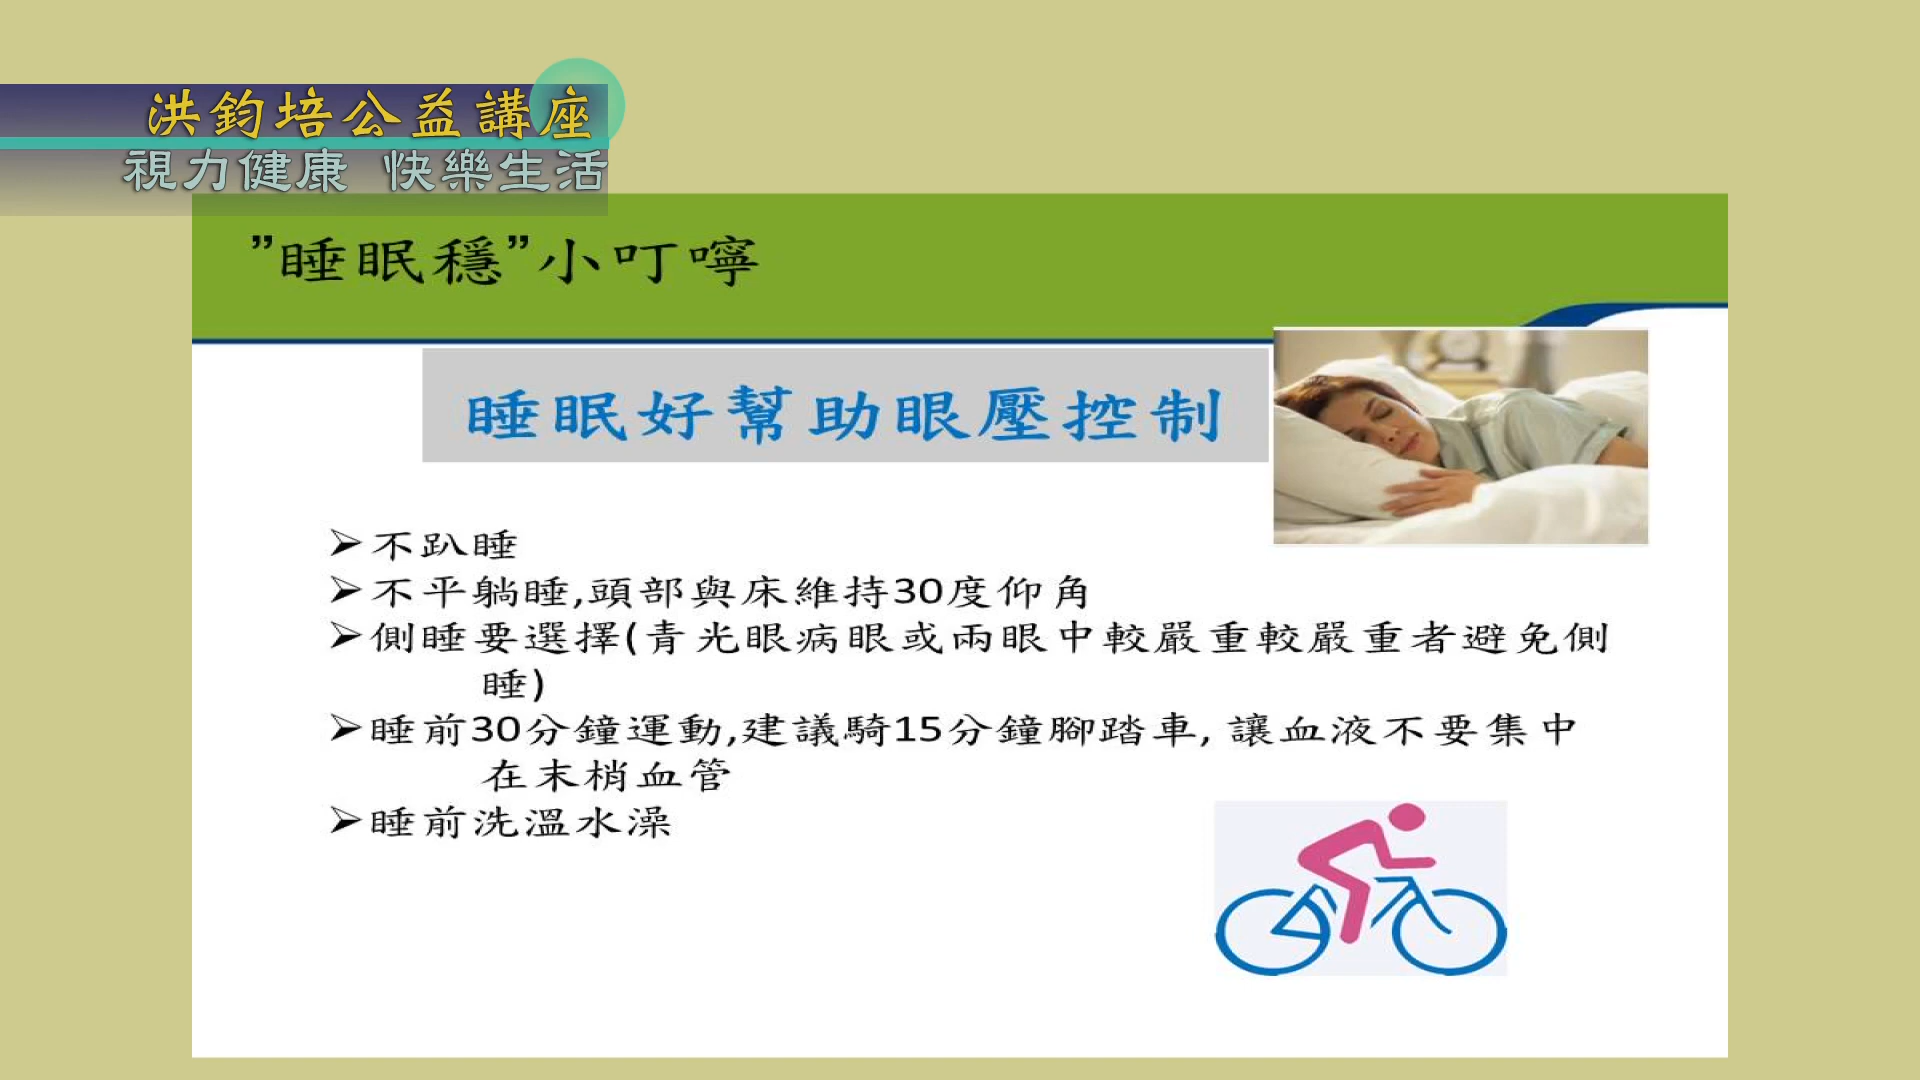 洪鈞培公益講座
視力健康 快樂生活
”睡眠穩”小叮嚀
睡眠好幫助眼壓控制
➢不趴睡
➢不平躺睡,頭部與床維持30度仰角
➢側睡要選擇(青光眼病眼或兩眼中較嚴重較嚴重者避免側
睡)
➢睡前30分鐘運動,建議騎15分鐘腳踏車, 讓血液不要集中
在末梢血管
➢睡前洗溫水澡